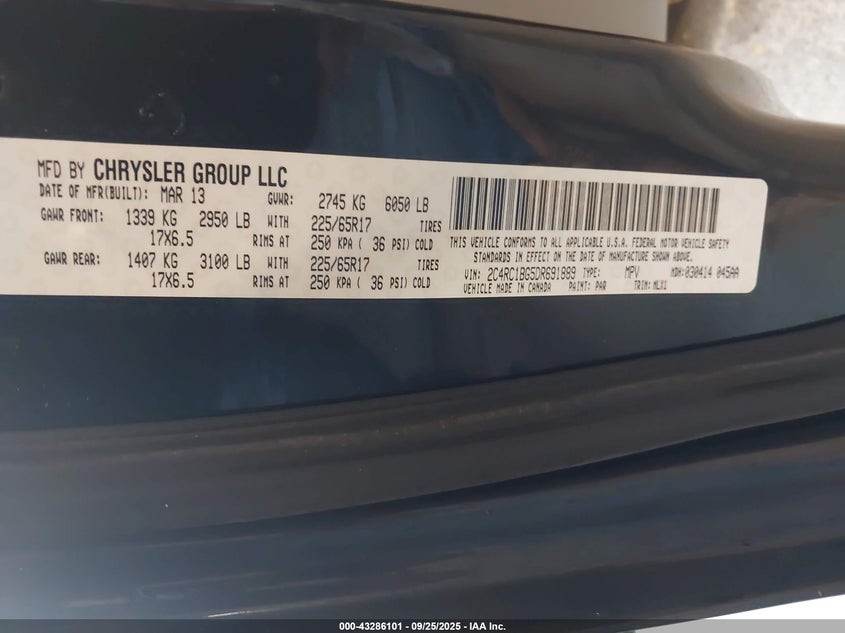 MFD BY CHRYSLER GROUP LLC
DATE OF MFR(BUILT): MAR 13 GVWR: 2745 KG 6050 LB
GAWR FRONT: 1339 KG 2950 LB WITH 225/65R17 TIRES
17X6.5 RIMS AT 250 KPA ( 36 PSI) COLD
GAWR REAR: 1407 KG 3100 LB WITH 225/65R17 TIRES
17X6.5 RIMS AT 250 KPA ( 36 PSI) COLD
THIS VEHICLE CONFORMS TO ALL APPLICABLE U.S.A. FEDERAL MOTOR VEHICLE SAFETY
STANDARDS IN EFFECT ON THE DATE OF MANUFACTURE SHOWN ABOVE.
VIN: 2C4RC1BG5DR691889 TYPE: MPV MDH: 030414 045AA
VEHICLE MADE IN CANADA PAINT: PAR TRIM: MLX1
000-43286101 - 09/25/2025 - IAA Inc.